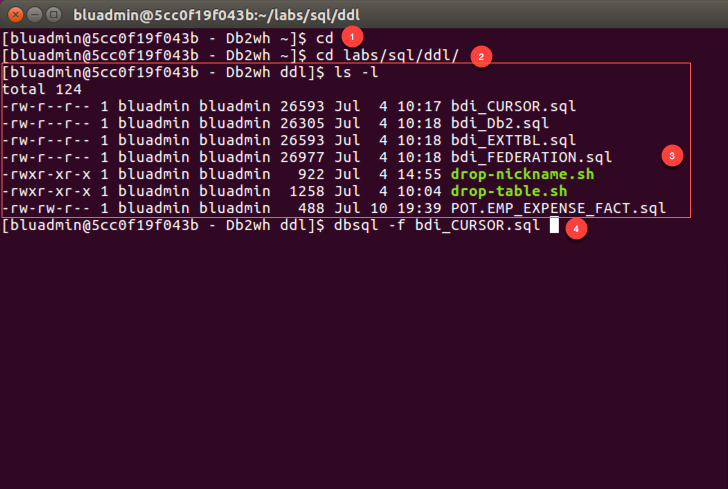 bluadmin@5cc0f19f043b:~/labs/sql/ddl
[bluadmin@5cc0f19f043b - Db2wh ~]$ cd 1
[bluadmin@5cc0f19f043b - Db2wh ~]$ cd labs/sql/ddl/ 2
[bluadmin@5cc0f19f043b - Db2wh ddl]$ ls -l
total 124
-rw-r--r-- 1 bluadmin bluadmin 26593 Jul  4 10:17 bdi_CURSOR.sql
-rw-r--r-- 1 bluadmin bluadmin 26305 Jul  4 10:18 bdi_Db2.sql
-rw-r--r-- 1 bluadmin bluadmin 26593 Jul  4 10:18 bdi_EXTTBL.sql
-rw-r--r-- 1 bluadmin bluadmin 26977 Jul  4 10:18 bdi_FEDERATION.sql 3
-rwxr-xr-x 1 bluadmin bluadmin   922 Jul  4 14:55 drop-nickname.sh
-rwxr-xr-x 1 bluadmin bluadmin  1258 Jul  4 10:04 drop-table.sh
-rw-rw-r-- 1 bluadmin bluadmin   488 Jul 10 19:39 POT.EMP_EXPENSE_FACT.sql
[bluadmin@5cc0f19f043b - Db2wh ddl]$ dbsql -f bdi_CURSOR.sql 4